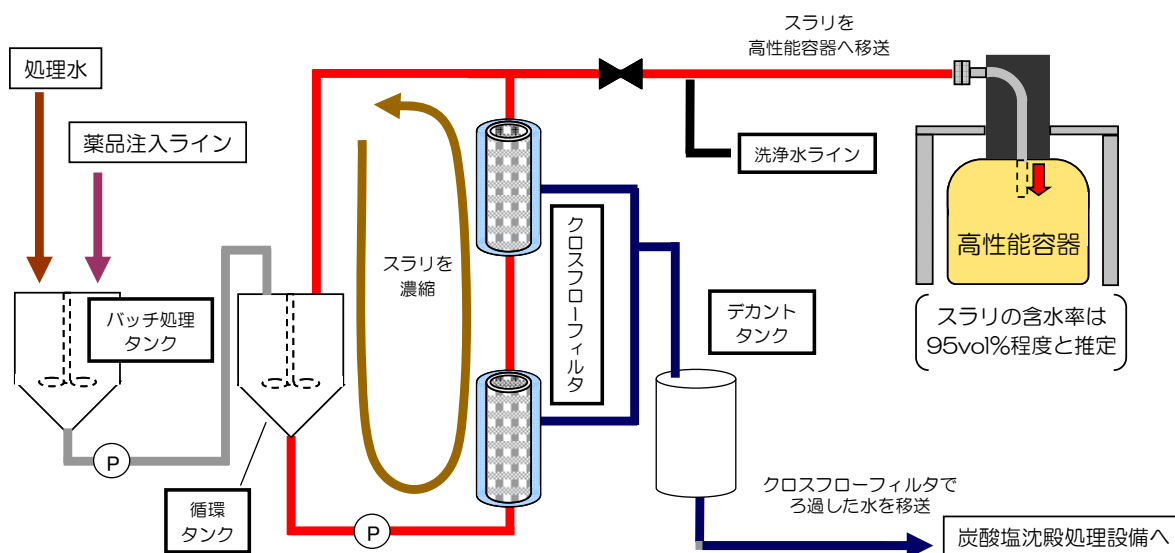 処理水
薬品注入ライン
バッチ処理
タンク
P
循環
タンク
スラリを
濃縮
P
クロスフローフィルタ
スラリを
高性能容器へ移送
洗浄水ライン
デカント
タンク
高性能容器
スラリの含水率は
95vol%程度と推定
クロスフローフィルタで
ろ過した水を移送
炭酸塩沈殿処理設備へ